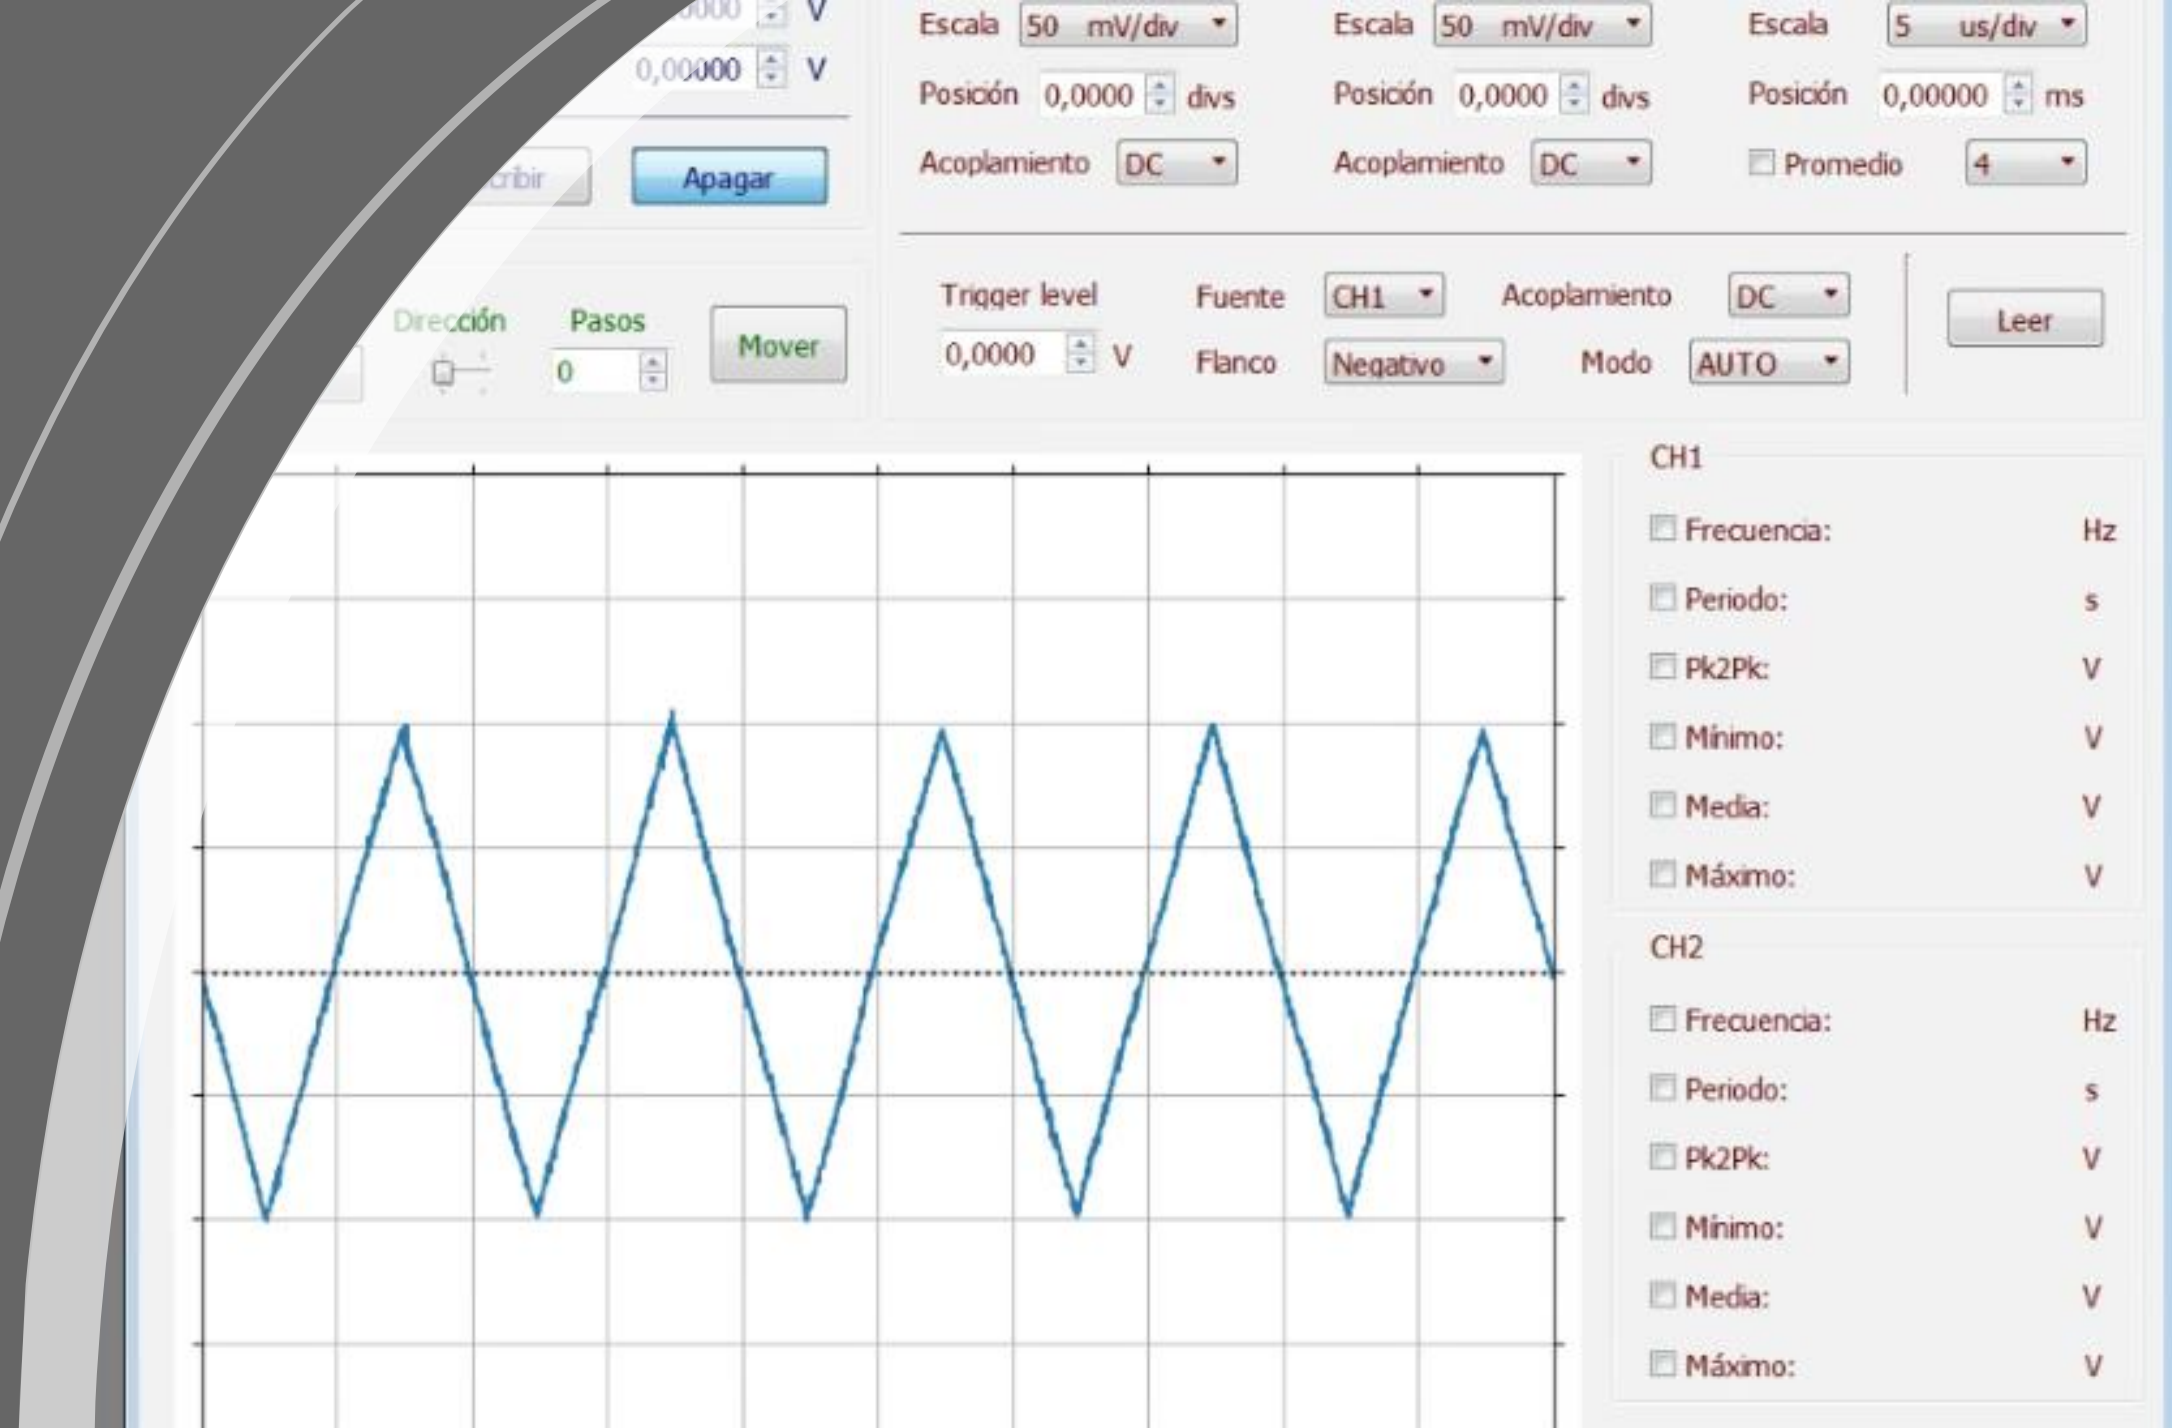 V
0,00000 V
Apagar
Dirección Pasos
0
Mover
Escala 50 mV/div
Posición 0,0000 divs
Acoplamiento DC
Escala 50 mV/div
Posición 0,0000 divs
Acoplamiento DC
Escala 5 us/div
Posición 0,00000 ms
Promedio 4
Trigger level
0,0000 V
Fuente CH1 Acoplamiento DC
Flanco Negativo Modo AUTO
Leer
CH1
Frecuencia: Hz
Periodo: s
Pk2Pk: V
Mínimo: V
Media: V
Máximo: V
CH2
Frecuencia: Hz
Periodo: s
Pk2Pk: V
Mínimo: V
Media: V
Máximo: V